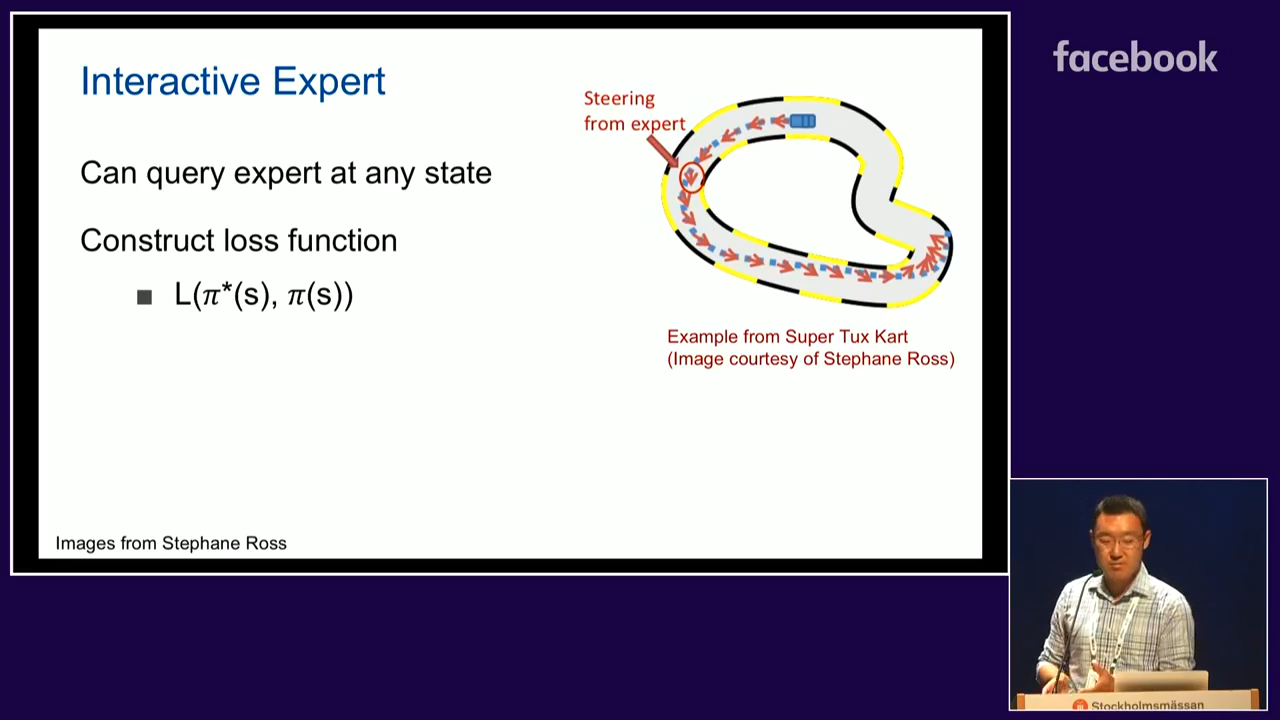 Interactive Expert
Can query expert at any state
Construct loss function
■ L(π*(s), π(s))
Steering
from expert
Example from Super Tux Kart
(Image courtesy of Stephane Ross)
Images from Stephane Ross
facebook
Stockholmsmässan